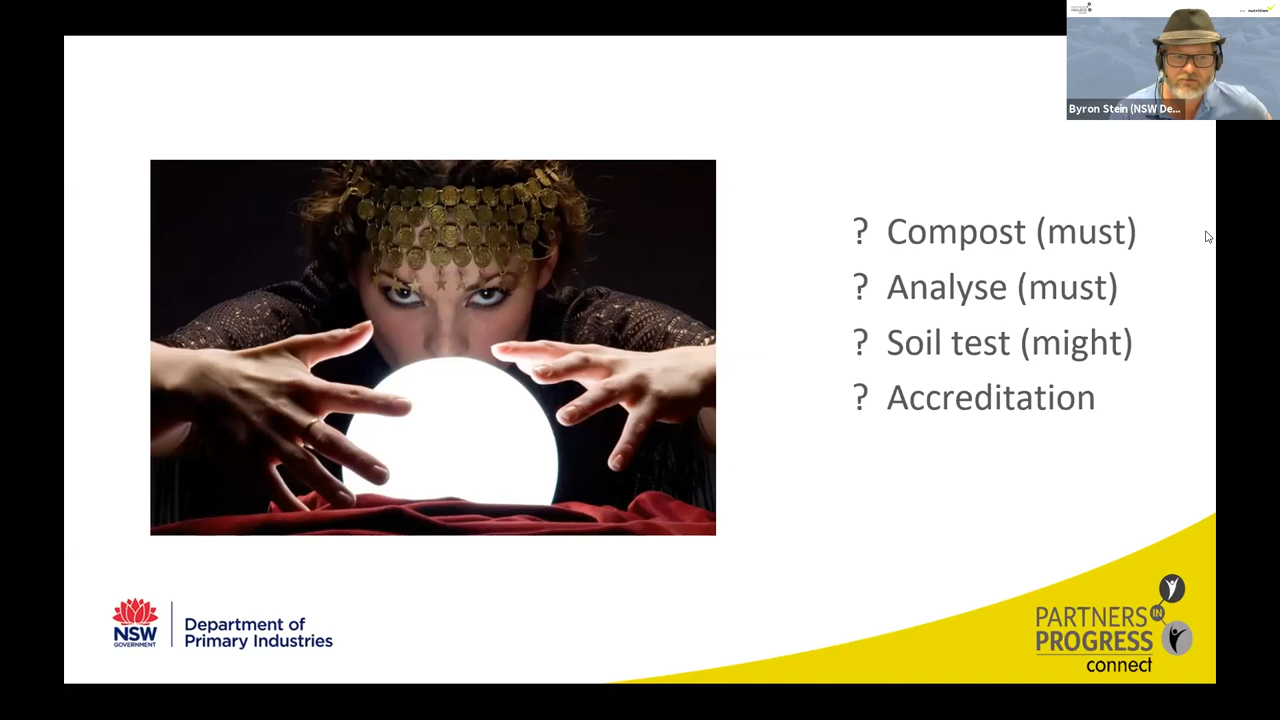 Byron Stein (NSW De...
? Compost (must)
? Analyse (must)
? Soil test (might)
? Accreditation
NSW
GOVERNMENT
Department of
Primary Industries
PARTNERS IN
PROGRESS
connect